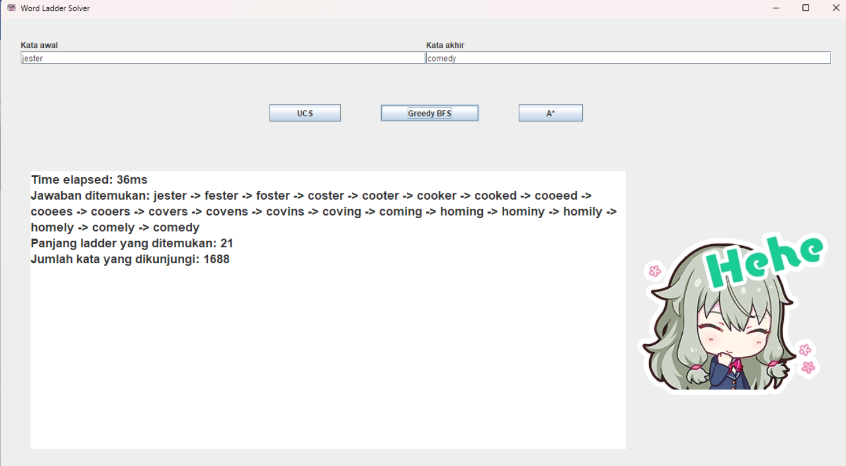 Word Ladder Solver
Kata awal
Kata akhir
jester
comedy
UCS
Greedy BFS
A*
Time elapsed: 36ms
Jawaban ditemukan: jester -> fester -> foster -> coster -> cooter -> cooker -> cooked -> cooeed ->
cooees -> cooers -> covers -> covens -> covins -> coving -> coming -> homing -> hominy -> homily ->
homely -> comely -> comedy
Panjang ladder yang ditemukan: 21
Jumlah kata yang dikunjungi: 1688
Hehe